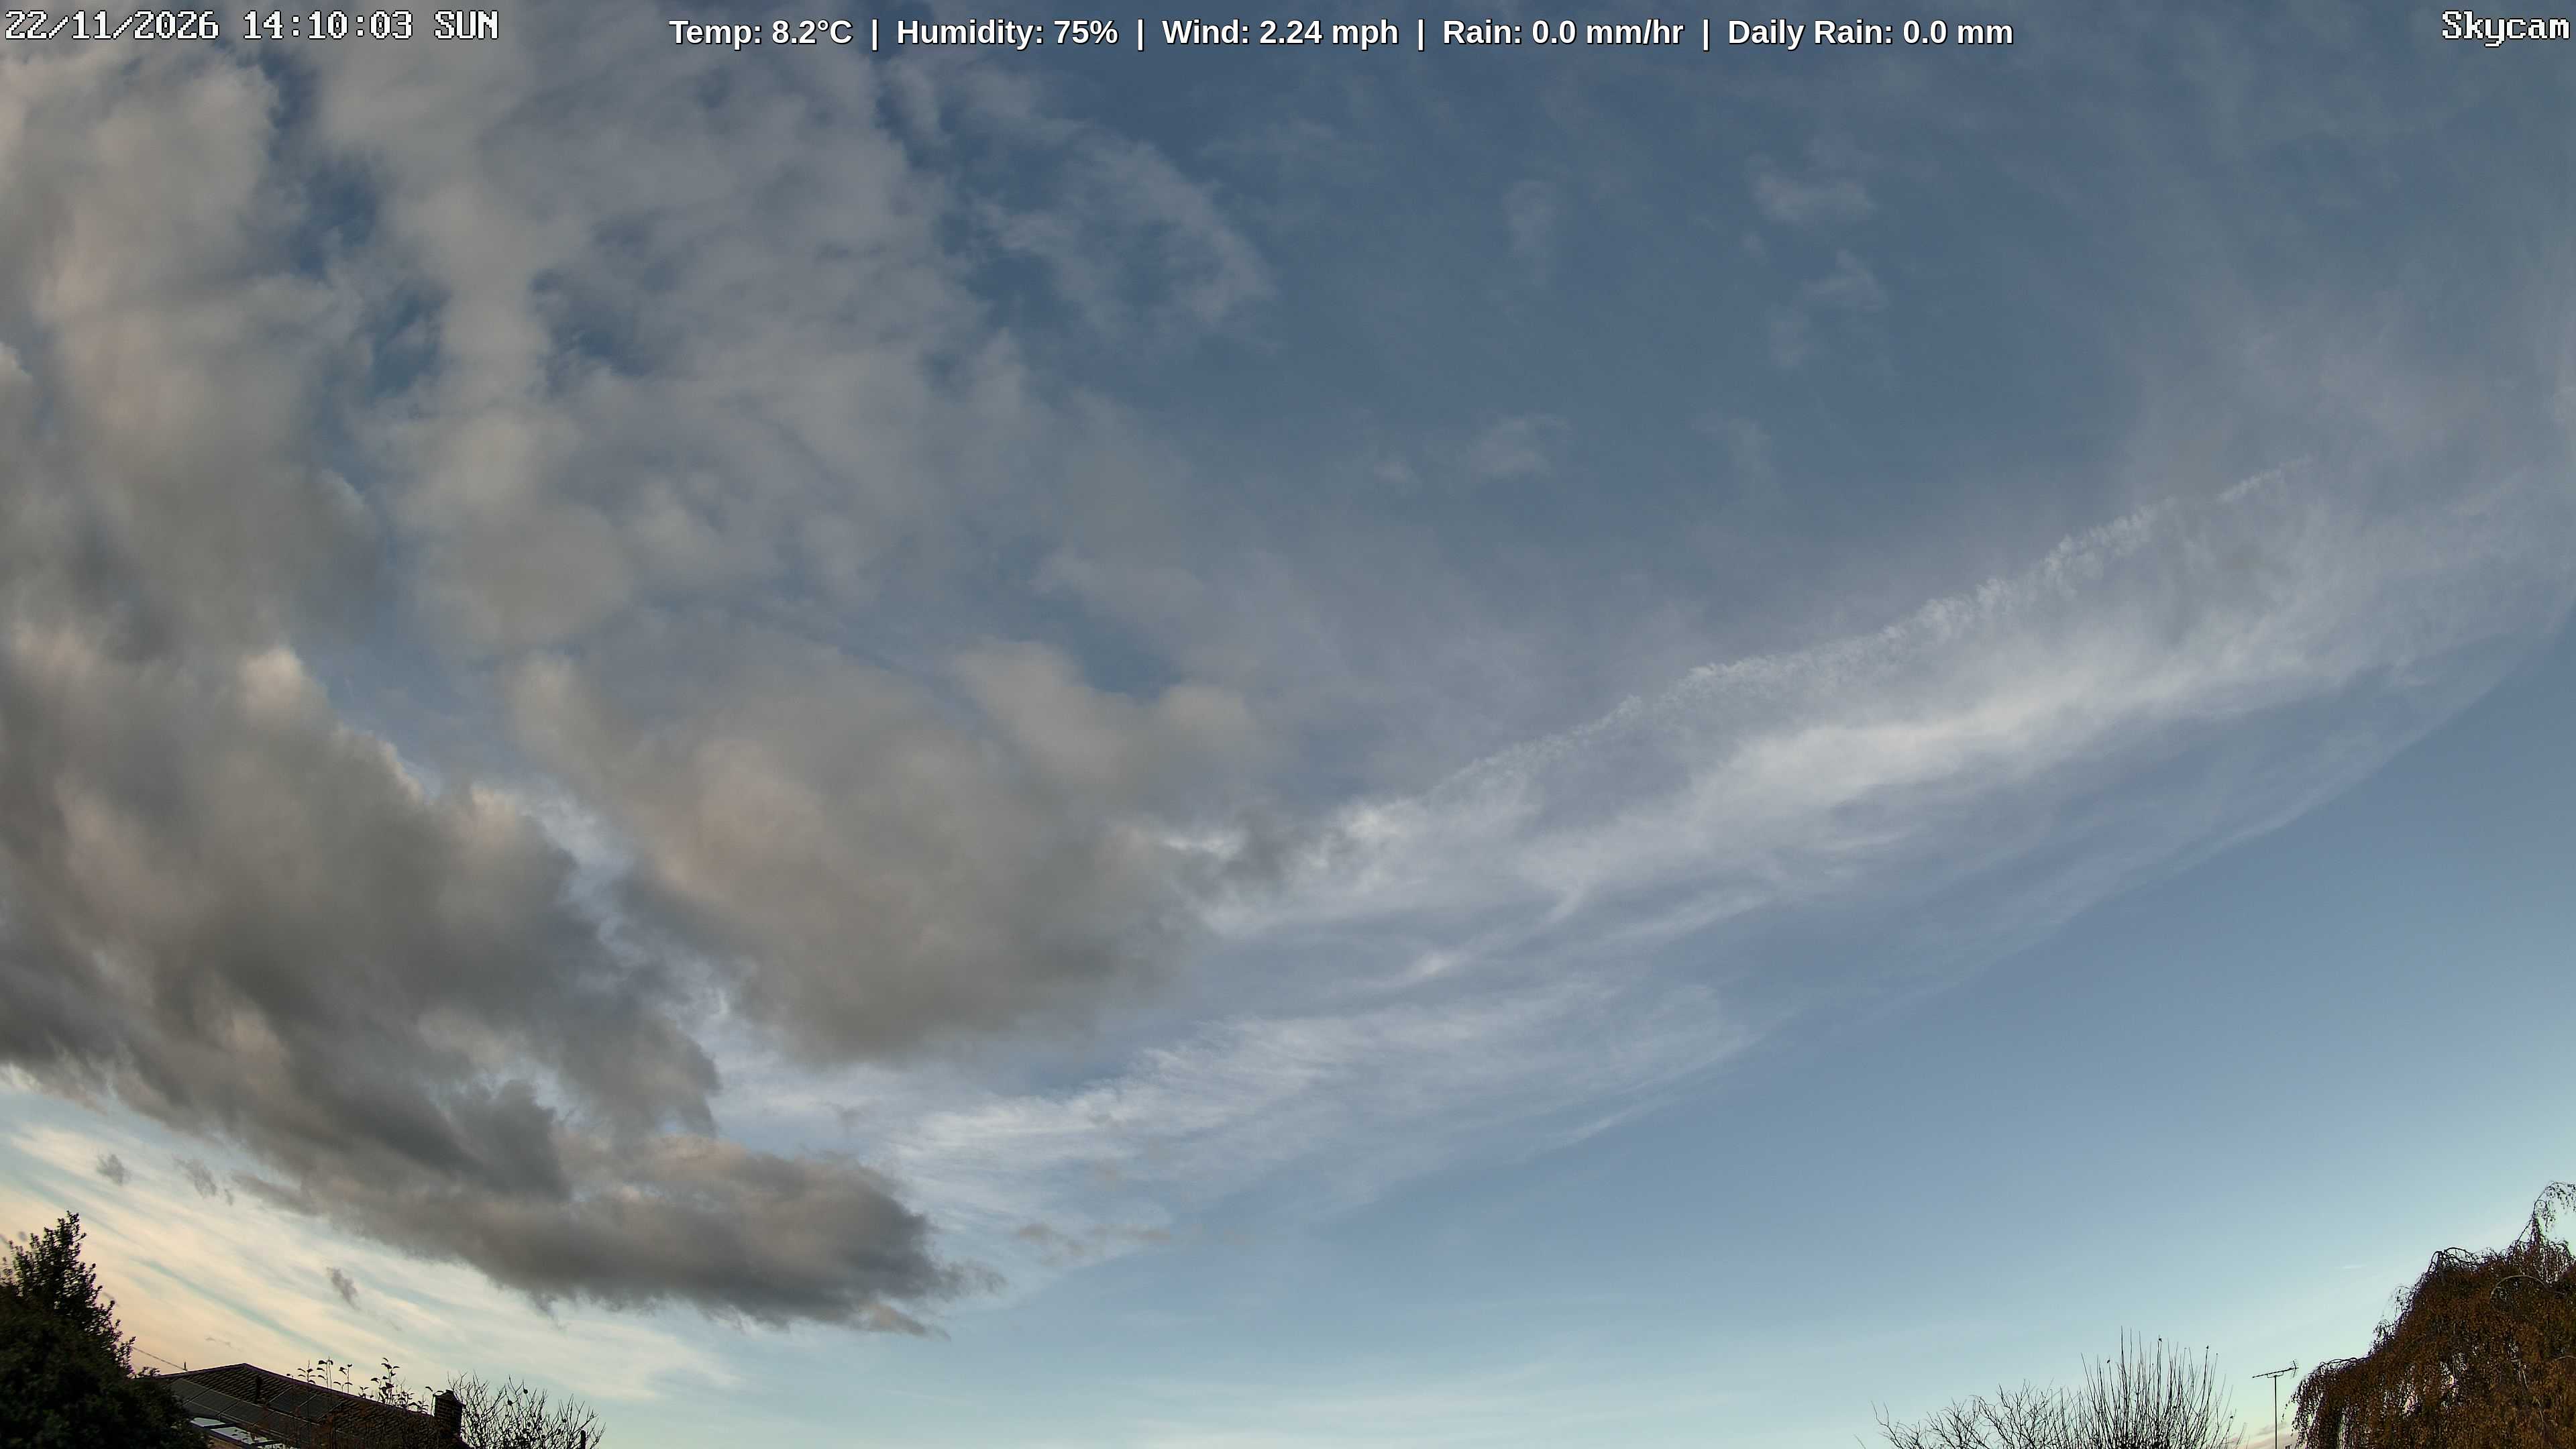 22/11/2026 14:10:03 SUN
Temp: 8.2°C | Humidity: 75% | Wind: 2.24 mph | Rain: 0.0 mm/hr | Daily Rain: 0.0 mm
Skycam